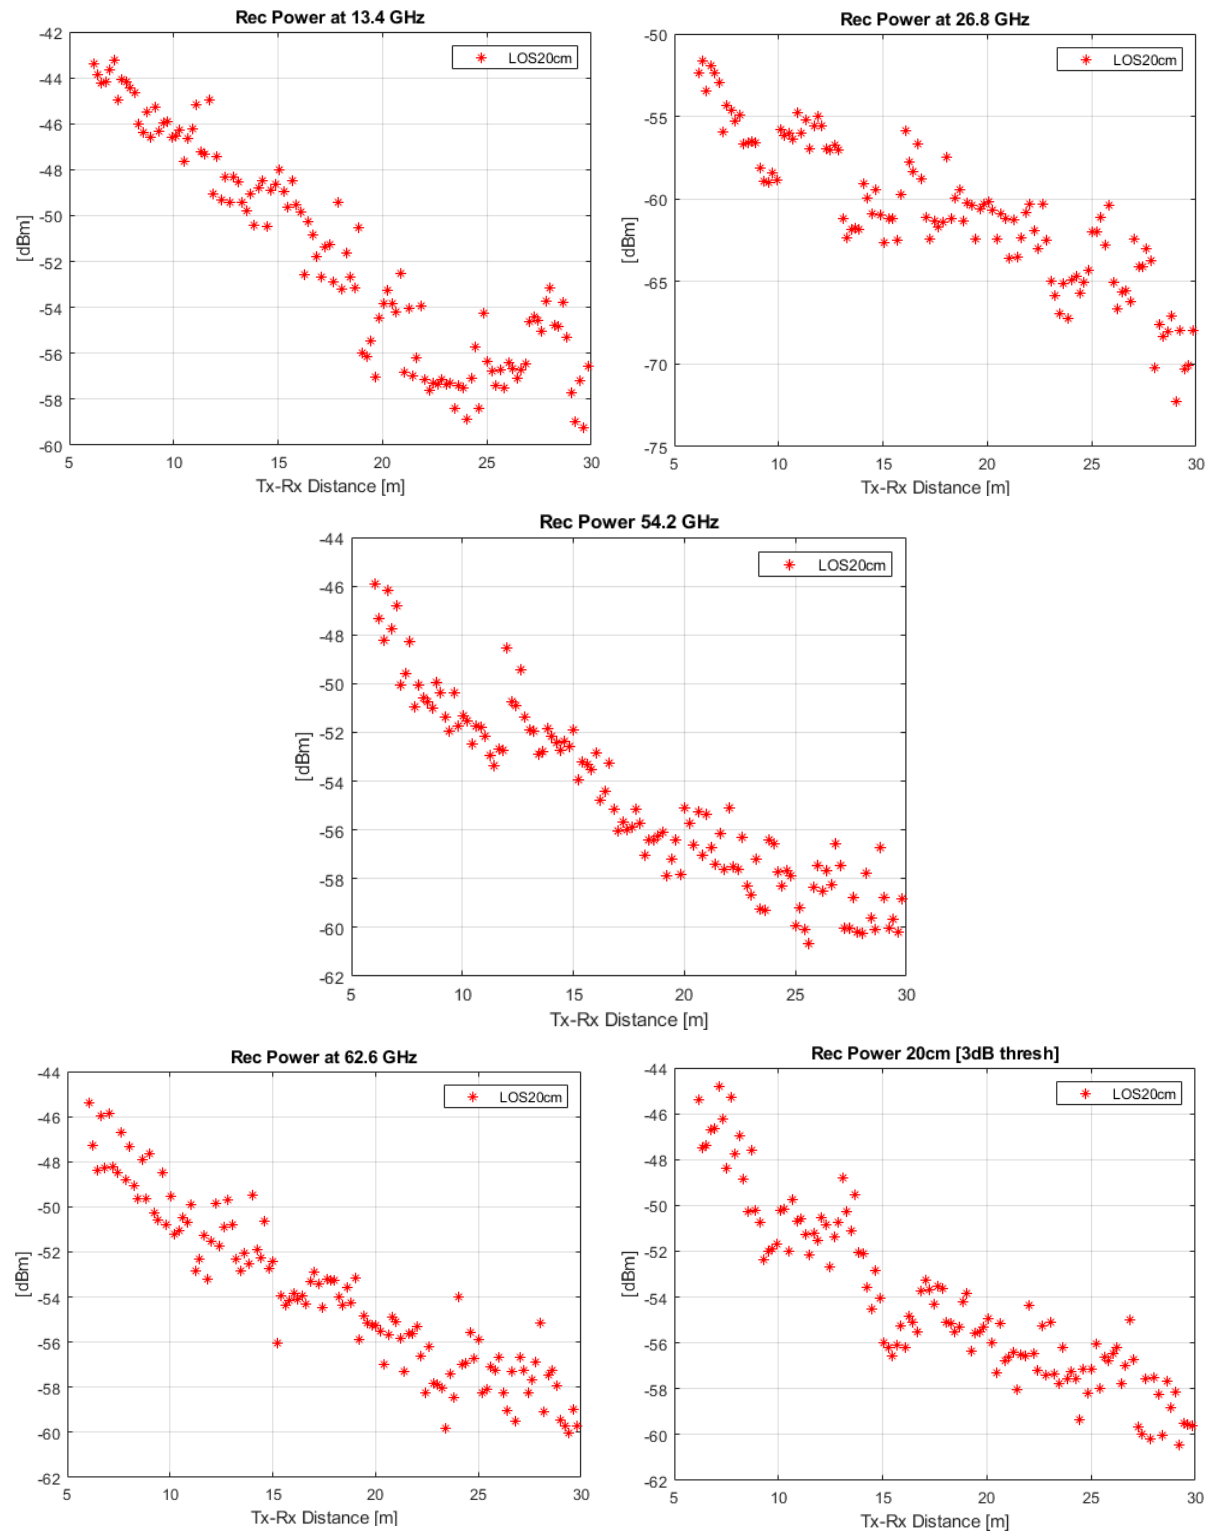 Rec Power at 13.4 GHz
LOS20cm
[dBm]
-42
-44
-46
-48
-50
-52
-54
-56
-58
-60
5 10 15 20 25 30
Tx-Rx Distance [m]
Rec Power at 26.8 GHz
LOS20cm
[dBm]
-50
-55
-60
-65
-70
-75
5 10 15 20 25 30
Tx-Rx Distance [m]
Rec Power 54.2 GHz
LOS20cm
[dBm]
-44
-46
-48
-50
-52
-54
-56
-58
-60
-62
5 10 15 20 25 30
Tx-Rx Distance [m]
Rec Power at 62.6 GHz
LOS20cm
[dBm]
-44
-46
-48
-50
-52
-54
-56
-58
-60
-62
5 10 15 20 25 30
Tx-Rx Distance [m]
Rec Power 20cm [3dB thresh]
LOS20cm
[dBm]
-44
-46
-48
-50
-52
-54
-56
-58
-60
-62
5 10 15 20 25 30
Tx-Rx Distance [m]